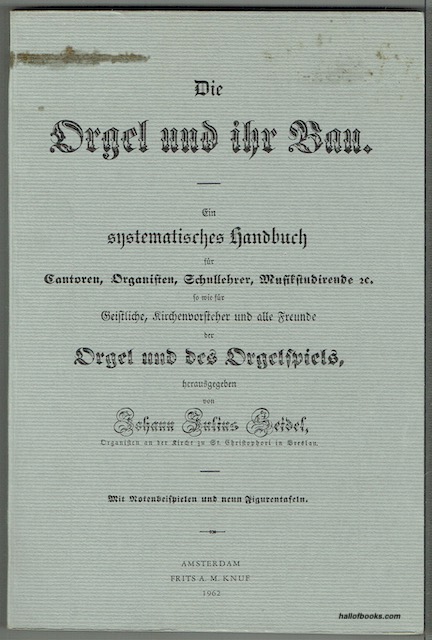 Die
Orgel und ihr Bau.
Ein
systematisches Handbuch
für
Cantoren, Organisten, Schullehrer, Musikstudirende ꝛc.
so wie für
Geistliche, Kirchenvorsteher und alle Freunde
der
Orgel und des Orgelspiels,
herausgegeben
von
Johann Julius Seidel,
Organisten an der Kirche zu St. Christophori in Breslau.
Mit Notenbeispielen und neun Figurentafeln.
AMSTERDAM
FRITS A. M. KNUF
1962
hallofbooks.com